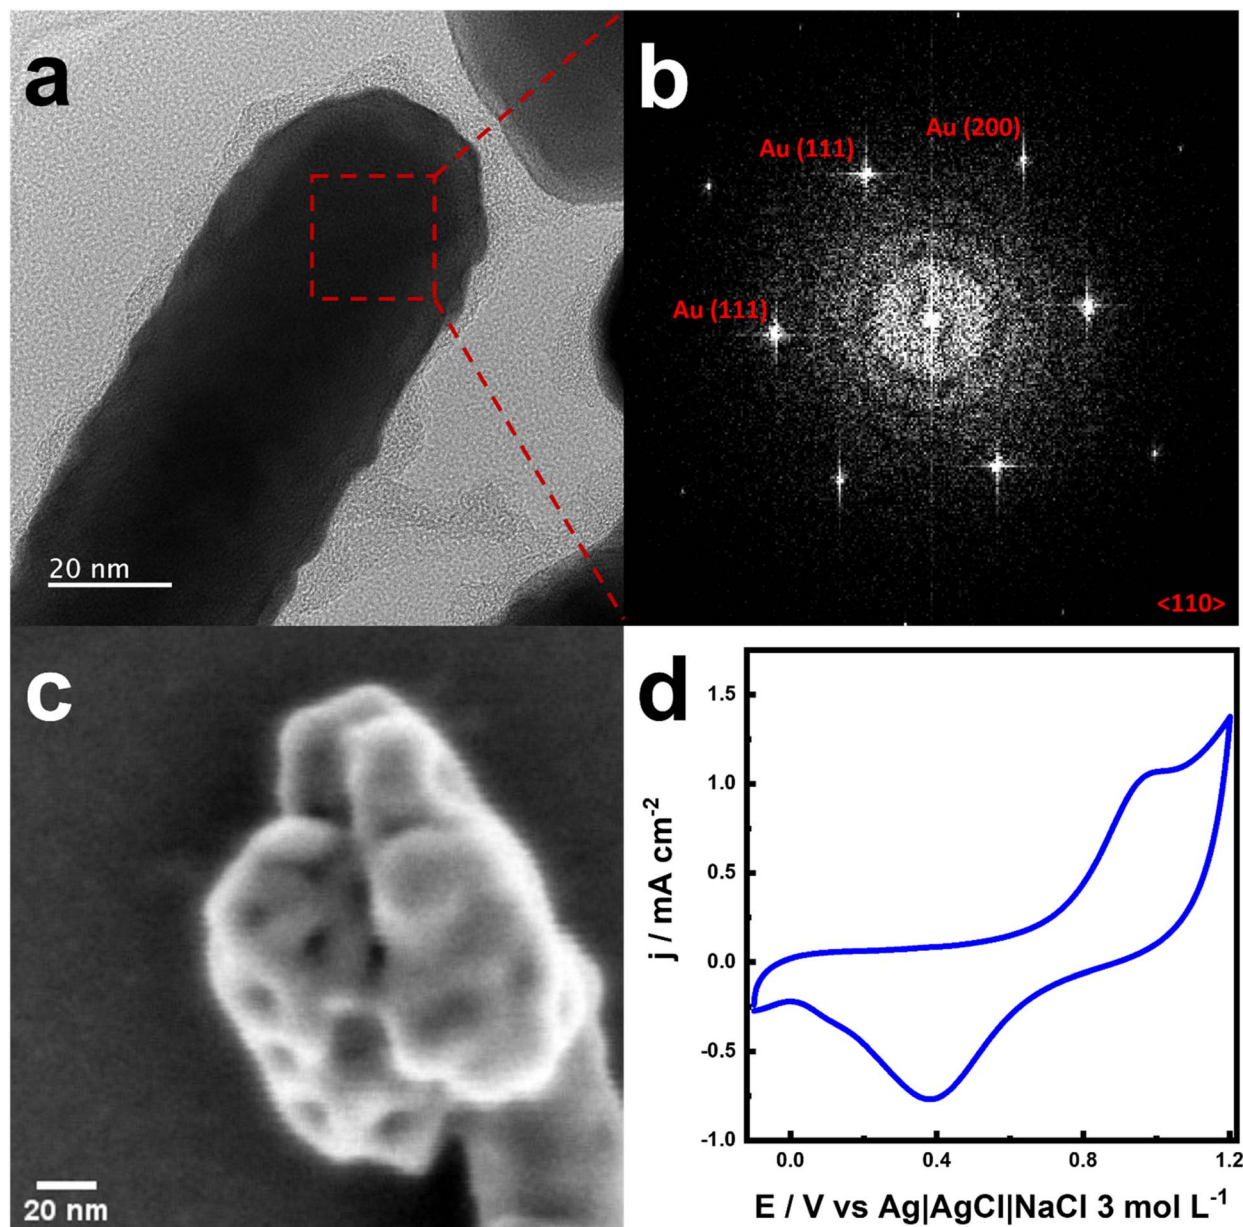 a
20 nm
b
Au (111)
Au (200)
Au (111)
<110>
c
20 nm
d
j / mA cm⁻²
1.5
1.0
0.5
0.0
-0.5
-1.0
0.0 0.4 0.8 1.2
E / V vs Ag|AgCl|NaCl 3 mol L⁻¹